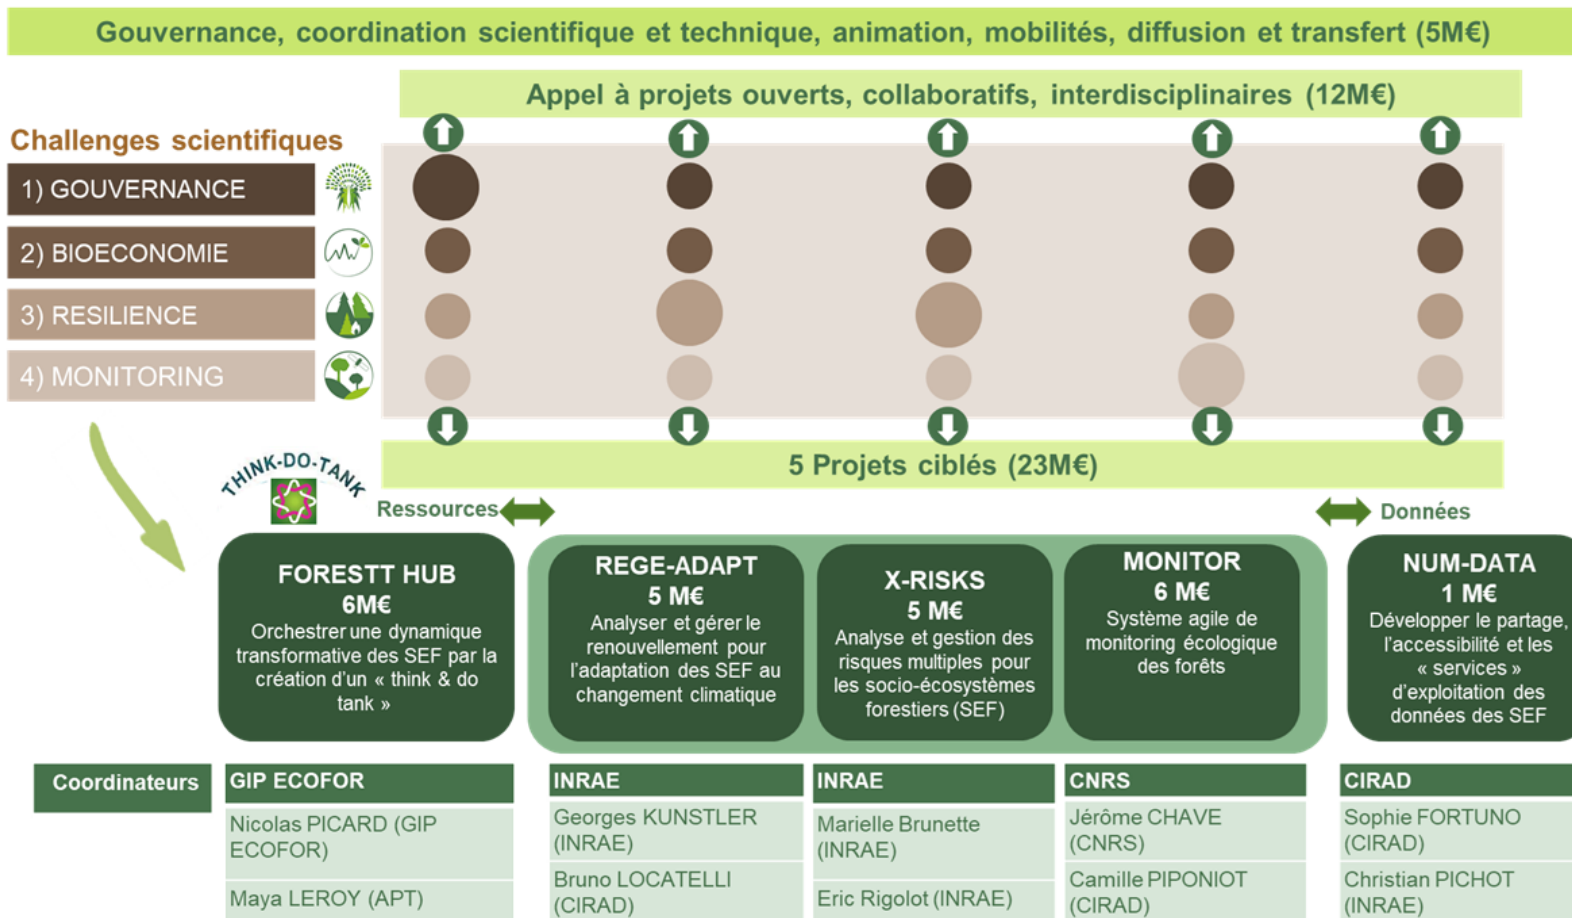 Gouvernance, coordination scientifique et technique, animation, mobilités, diffusion et transfert (5M€)
Appel à projets ouverts, collaboratifs, interdisciplinaires (12M€)
Challenges scientifiques
1) GOUVERNANCE
2) BIOECONOMIE
3) RESILIENCE
4) MONITORING
5 Projets ciblés (23M€)
THINK-DO-TANK
Ressources
Données
FORESTT HUB
6M€
Orchestrer une dynamique
transformative des SEF par la
création d'un « think & do
tank »
REGE-ADAPT
5 M€
Analyser et gérer le
renouvellement pour
l'adaptation des SEF au
changement climatique
X-RISKS
5 M€
Analyse et gestion des
risques multiples pour
les socio-écosystèmes
forestiers (SEF)
MONITOR
6 M€
Système agile de
monitoring écologique
des forêts
NUM-DATA
1 M€
Développer le partage,
l'accessibilité et les
« services »
d'exploitation des
données des SEF
Coordinateurs
GIP ECOFOR
Nicolas PICARD (GIP
ECOFOR)
Maya LEROY (APT)
INRAE
Georges KUNSTLER
(INRAE)
Bruno LOCATELLI
(CIRAD)
INRAE
Marielle Brunette
(INRAE)
Eric Rigolot (INRAE)
CNRS
Jérôme CHAVE
(CNRS)
Camille PIPONIOT
(CIRAD)
CIRAD
Sophie FORTUNO
(CIRAD)
Christian PICHOT
(INRAE)